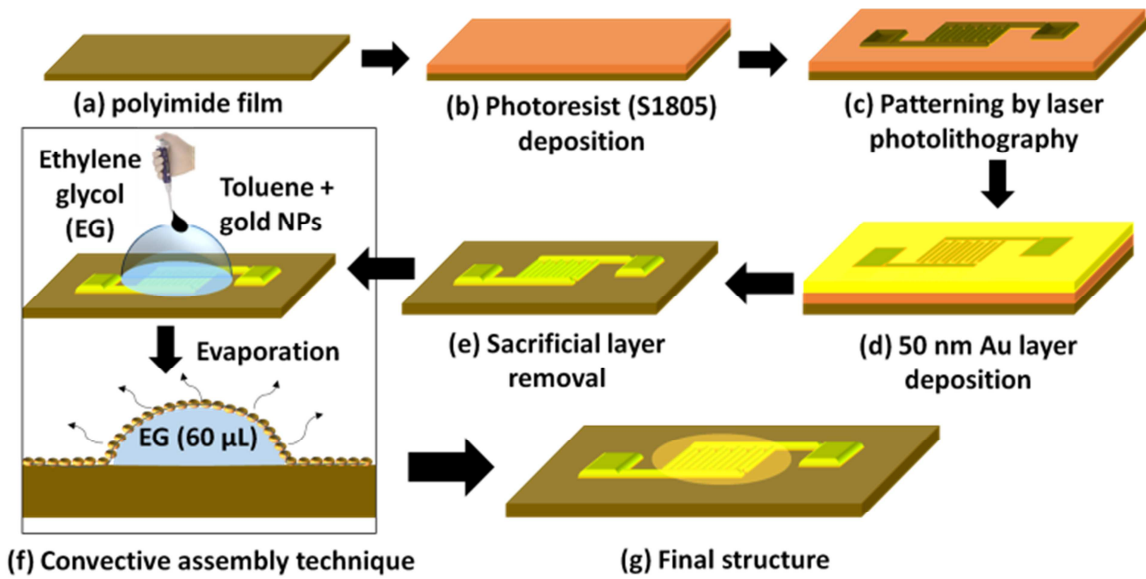 (a) polyimide film
(b) Photoresist (S1805)
deposition
(c) Patterning by laser
photolithography
(d) 50 nm Au layer
deposition
(e) Sacrificial layer
removal
Ethylene
glycol
(EG)
Toluene +
gold NPs
Evaporation
EG (60 μL)
(f) Convective assembly technique
(g) Final structure